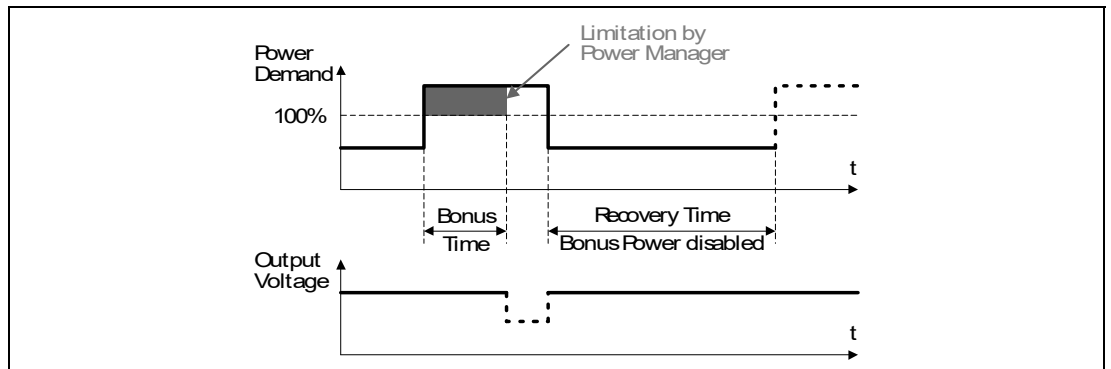 Limitation by
Power Manager
Power
Demand
100%
t
Bonus
Time
Recovery Time
Bonus Power disabled
Output
Voltage
t